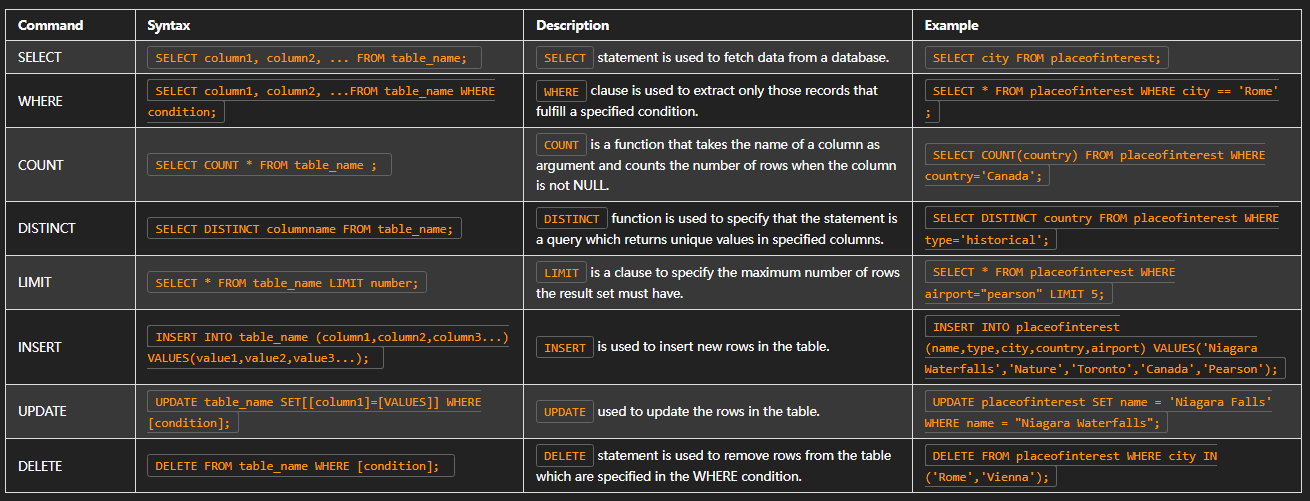 Command Syntax Description Example
SELECT
SELECT column1, column2, ... FROM table_name;
SELECT statement is used to fetch data from a database.
SELECT city FROM placeofinterest;
WHERE
SELECT column1, column2, ...FROM table_name WHERE
condition;
WHERE clause is used to extract only those records that
fulfill a specified condition.
SELECT * FROM placeofinterest WHERE city == 'Rome'
;
COUNT
SELECT COUNT * FROM table_name ;
COUNT is a function that takes the name of a column as
argument and counts the number of rows when the column
is not NULL.
SELECT COUNT(country) FROM placeofinterest WHERE
country='Canada';
DISTINCT
SELECT DISTINCT columnname FROM table_name;
DISTINCT function is used to specify that the statement is
a query which returns unique values in specified columns.
SELECT DISTINCT country FROM placeofinterest WHERE
type='historical';
LIMIT
SELECT * FROM table_name LIMIT number;
LIMIT is a clause to specify the maximum number of rows
the result set must have.
SELECT * FROM placeofinterest WHERE
airport="pearson" LIMIT 5;
INSERT
INSERT INTO table_name (column1,column2,column3...)
VALUES(value1,value2,value3...);
INSERT is used to insert new rows in the table.
INSERT INTO placeofinterest
(name,type,city,country,airport) VALUES('Niagara
Waterfalls','Nature','Toronto','Canada','Pearson');
UPDATE
UPDATE table_name SET[[column1]=[VALUES]] WHERE
[condition];
UPDATE used to update the rows in the table.
UPDATE placeofinterest SET name = 'Niagara Falls'
WHERE name = "Niagara Waterfalls";
DELETE
DELETE FROM table_name WHERE [condition];
DELETE statement is used to remove rows from the table
which are specified in the WHERE condition.
DELETE FROM placeofinterest WHERE city IN
('Rome','Vienna');